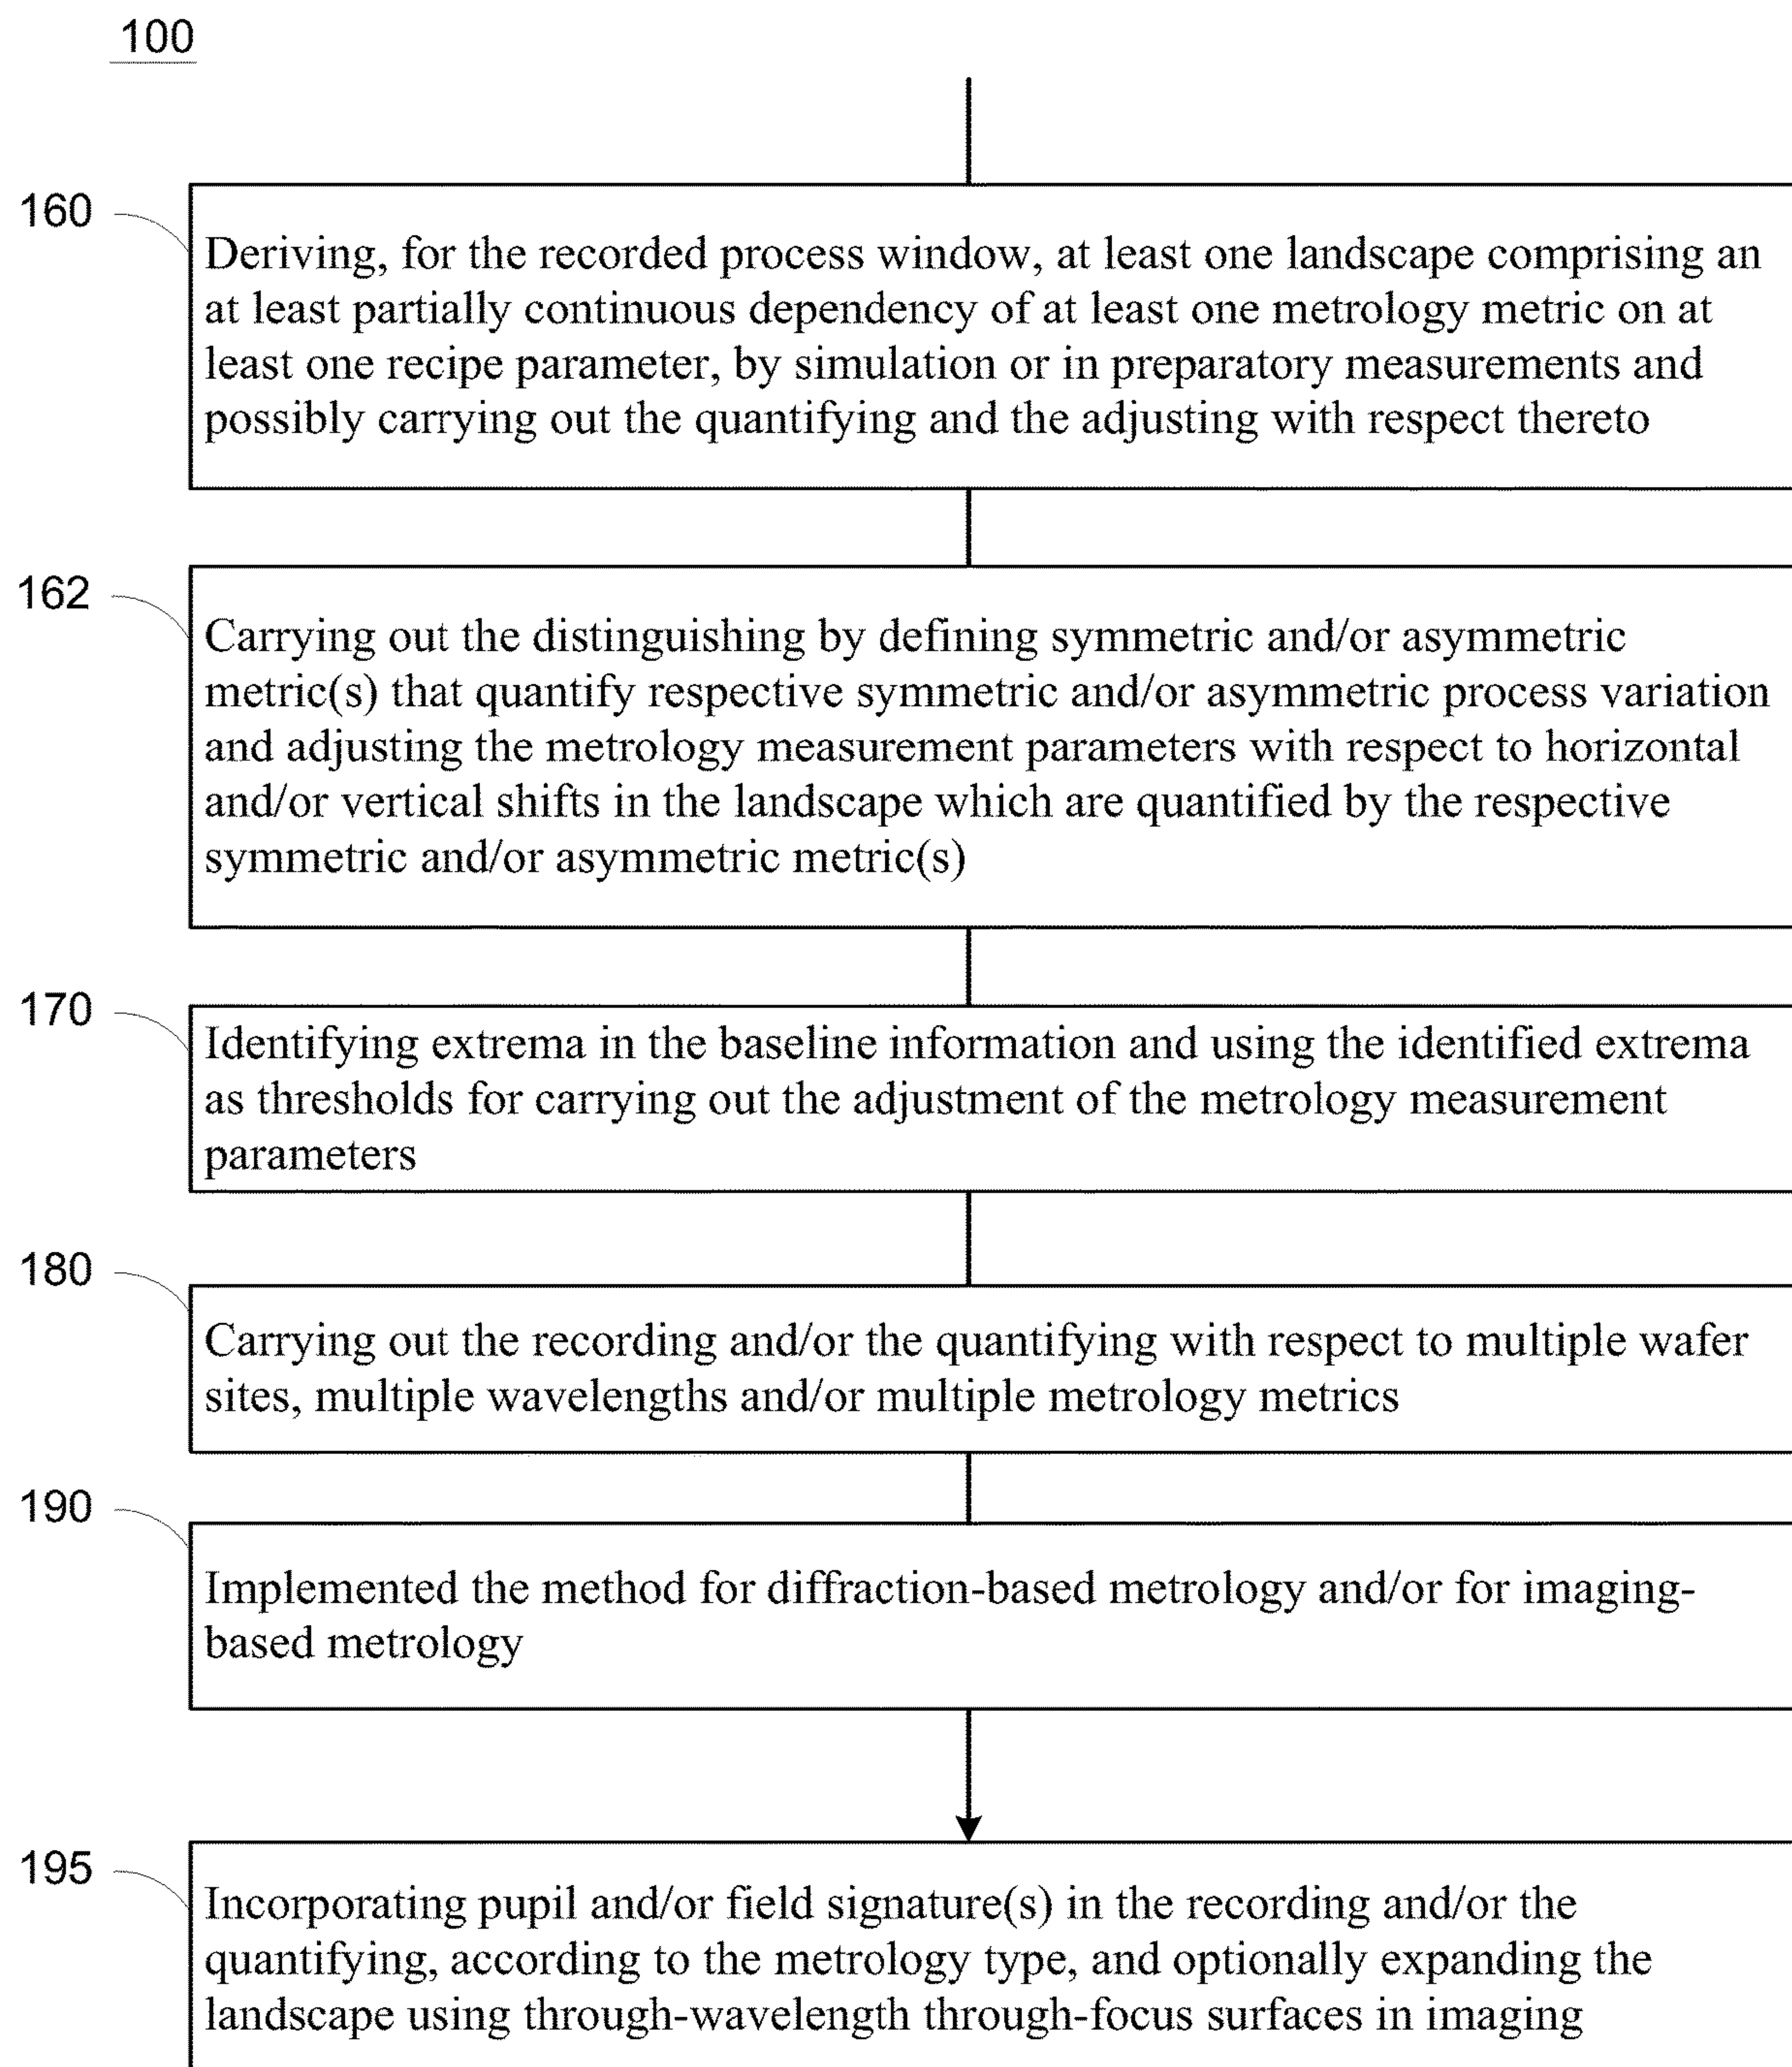 100
160
Deriving, for the recorded process window, at least one landscape comprising an
at least partially continuous dependency of at least one metrology metric on at
least one recipe parameter, by simulation or in preparatory measurements and
possibly carrying out the quantifying and the adjusting with respect thereto
162
Carrying out the distinguishing by defining symmetric and/or asymmetric
metric(s) that quantify respective symmetric and/or asymmetric process variation
and adjusting the metrology measurement parameters with respect to horizontal
and/or vertical shifts in the landscape which are quantified by the respective
symmetric and/or asymmetric metric(s)
170
Identifying extrema in the baseline information and using the identified extrema
as thresholds for carrying out the adjustment of the metrology measurement
parameters
180
Carrying out the recording and/or the quantifying with respect to multiple wafer
sites, multiple wavelengths and/or multiple metrology metrics
190
Implemented the method for diffraction-based metrology and/or for imaging-
based metrology
195
Incorporating pupil and/or field signature(s) in the recording and/or the
quantifying, according to the metrology type, and optionally expanding the
landscape using through-wavelength through-focus surfaces in imaging